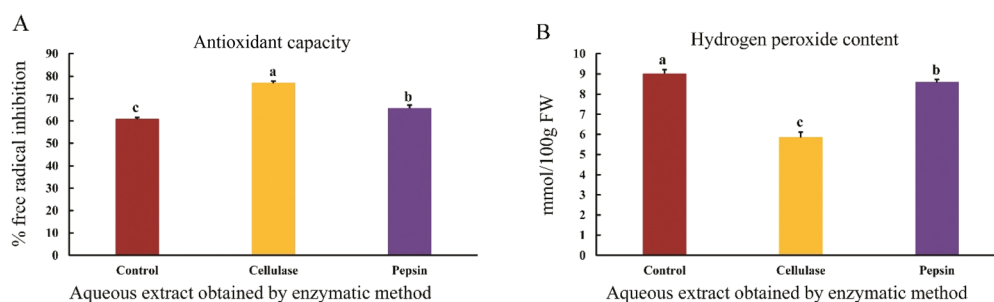 A
Antioxidant capacity
% free radical inhibition
90
80
70
60
50
40
30
20
10
0
c
a
b
Control
Cellulase
Pepsin
Aqueous extract obtained by enzymatic method
B
Hydrogen peroxide content
mmol/100g FW
10
9
8
7
6
5
4
3
2
1
0
a
c
b
Control
Cellulase
Pepsin
Aqueous extract obtained by enzymatic method